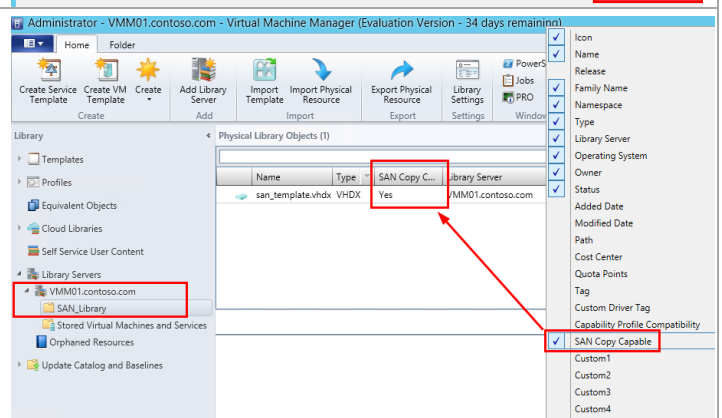 Administrator - VMM01.contoso.com - Virtual Machine Manager (Evaluation Version - 34 days remaining)
Home Folder
Create Service Template
Create VM Template
Create
Add Library Server
Import Template
Import Physical Resource
Export Physical Resource
Library Settings
PowerS
Jobs
PRO
Create Add Import Export Settings Window
Library
Templates
Profiles
Equivalent Objects
Cloud Libraries
Self Service User Content
Library Servers
VMM01.contoso.com
SAN_Library
Stored Virtual Machines and Services
Orphaned Resources
Update Catalog and Baselines
Physical Library Objects (1)
Name Type SAN Copy C... Library Server
san_template.vhdx VHDX Yes VMM01.contoso.com
Icon
Name
Release
Family Name
Namespace
Type
Library Server
Operating System
Owner
Status
Added Date
Modified Date
Path
Cost Center
Quota Points
Tag
Custom Driver Tag
Capability Profile Compatibility
SAN Copy Capable
Custom1
Custom2
Custom3
Custom4